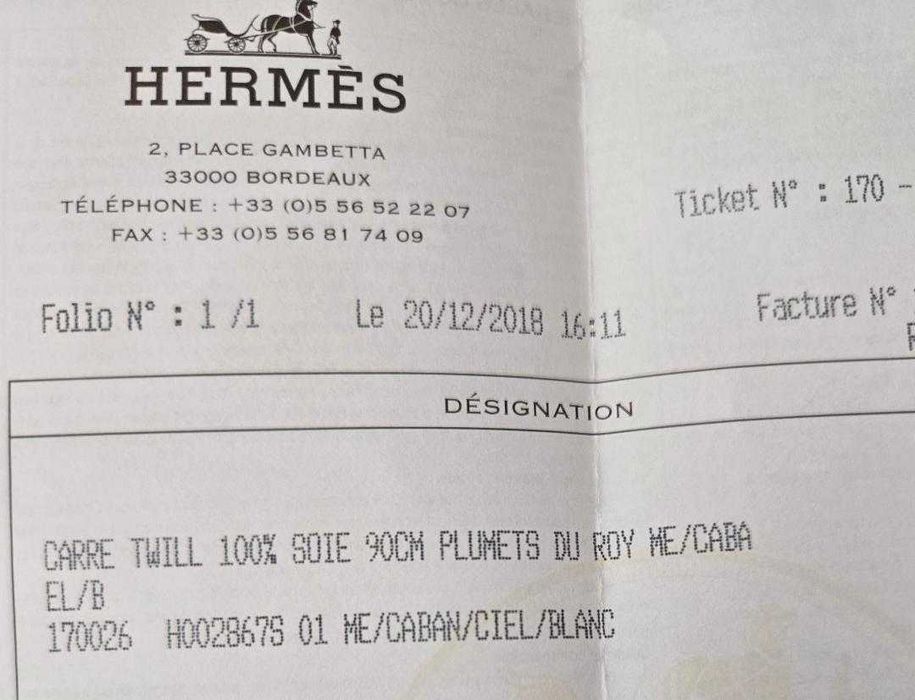 HERMÈS
2, PLACE GAMBETTA
33000 BORDEAUX
TÉLÉPHONE : +33 (0)5 56 52 22 07
FAX : +33 (0)5 56 81 74 09
Ticket N° : 170 -
Folio N° : 1 /1 Le 20/12/2018 16:11
Facture N°
DÉSIGNATION
CARRE TWILL 100% SOIE 90CM PLUMETS DU ROY ME/CABA
EL/B
170026 H002867S 01 ME/CABAN/CIEL/BLANC